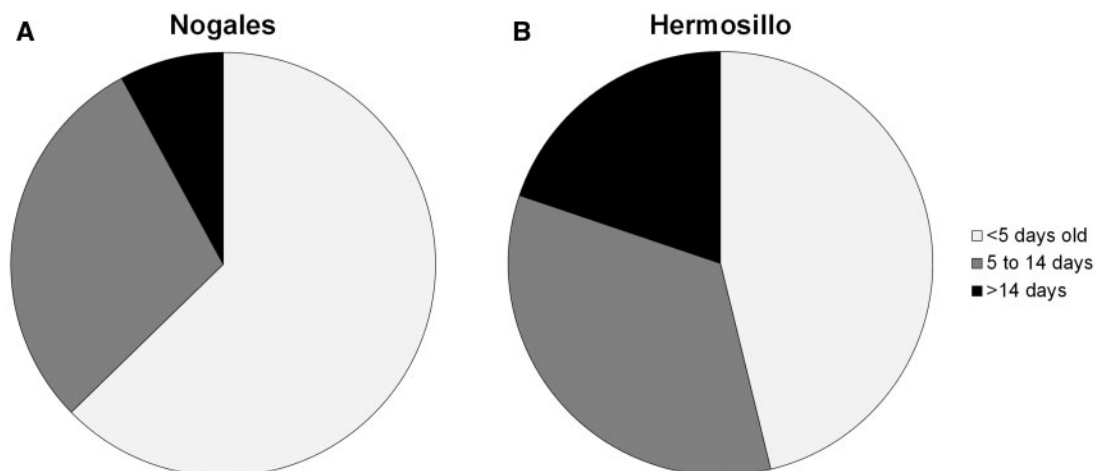 A
Nogales
B
Hermosillo
<5 days old
5 to 14 days
>14 days